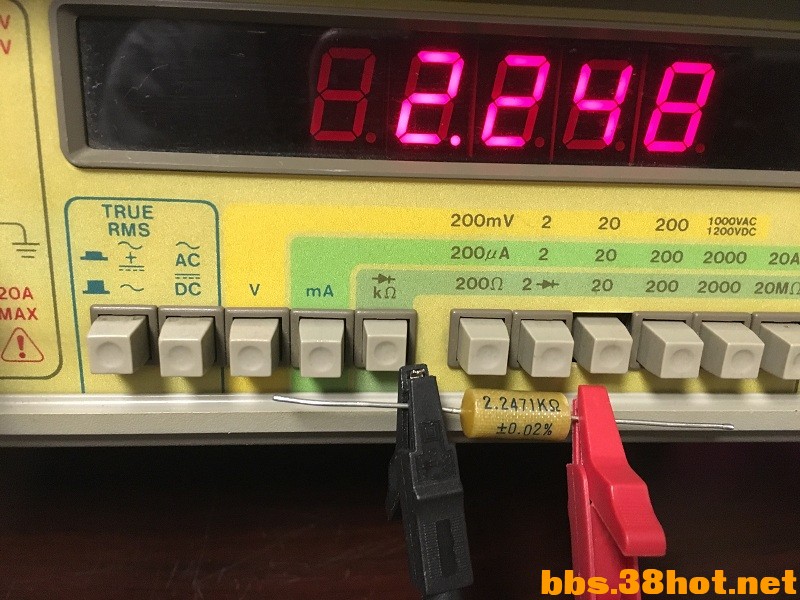 V
V
2.248
TRUE
RMS
200mV 2 20 200 1000VAC
1200VDC
AC
200μA 2 20 200 2000 20A
DC
V mA kΩ
200Ω 2 20 200 2000 20MΩ
20A
MAX
!
2.2471KΩ
±0.02%
bbs.38hot.net